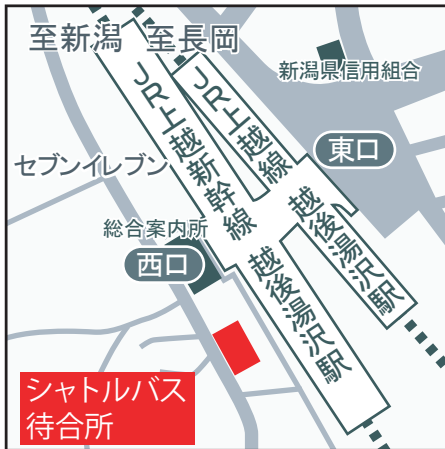 至新潟
至長岡
新潟県信用組合
JR上越新幹線
JR上越線
東口
セブンイレブン
総合案内所
西口
越後湯沢駅
越後湯沢駅
シャトルバス
待合所